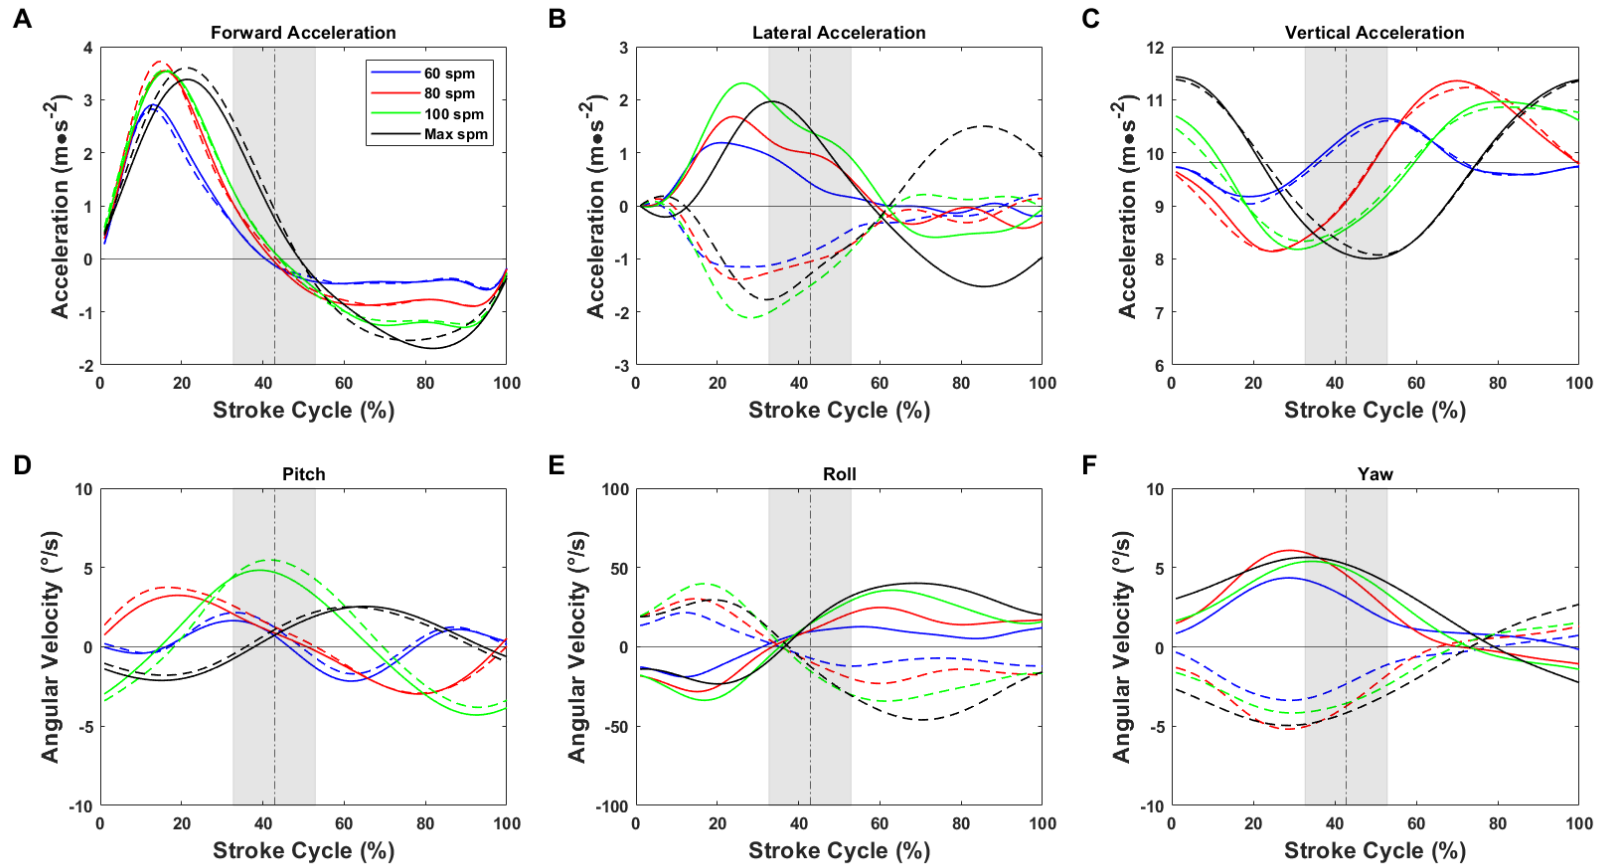 A
Forward Acceleration
4
3
2
1
0
-1
-2
Acceleration (m●s-2)
60 spm
80 spm
100 spm
Max spm
0 20 40 60 80 100
Stroke Cycle (%)
B
Lateral Acceleration
3
2
1
0
-1
-2
-3
Acceleration (m●s-2)
0 20 40 60 80 100
Stroke Cycle (%)
C
Vertical Acceleration
12
11
10
9
8
7
6
Acceleration (m●s-2)
0 20 40 60 80 100
Stroke Cycle (%)
D
Pitch
10
5
0
-5
-10
Angular Velocity (°/s)
0 20 40 60 80 100
Stroke Cycle (%)
E
Roll
100
50
0
-50
-100
Angular Velocity (°/s)
0 20 40 60 80 100
Stroke Cycle (%)
F
Yaw
10
5
0
-5
-10
Angular Velocity (°/s)
0 20 40 60 80 100
Stroke Cycle (%)